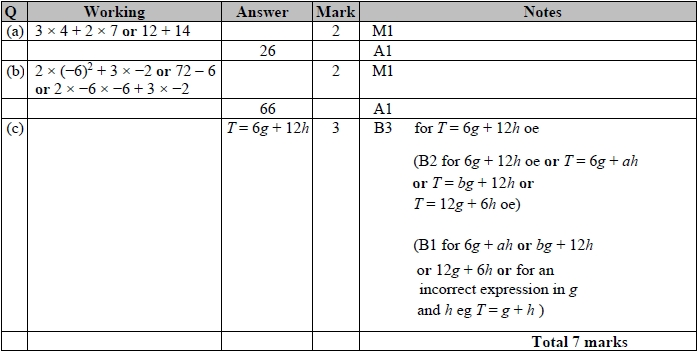 Q Working Answer Mark Notes
(a) 3 × 4 + 2 × 7 or 12 + 14 2 M1
26 A1
(b) 2 × (−6)² + 3 × −2 or 72 – 6 2 M1
or 2 × −6 × −6 + 3 × −2
66 A1
(c) T = 6g + 12h 3 B3 for T = 6g + 12h oe
(B2 for 6g + 12h oe or T = 6g + ah
or T = bg + 12h or
T = 12g + 6h oe)
(B1 for 6g + ah or bg + 12h
or 12g + 6h or for an
incorrect expression in g
and h eg T = g + h )
Total 7 marks